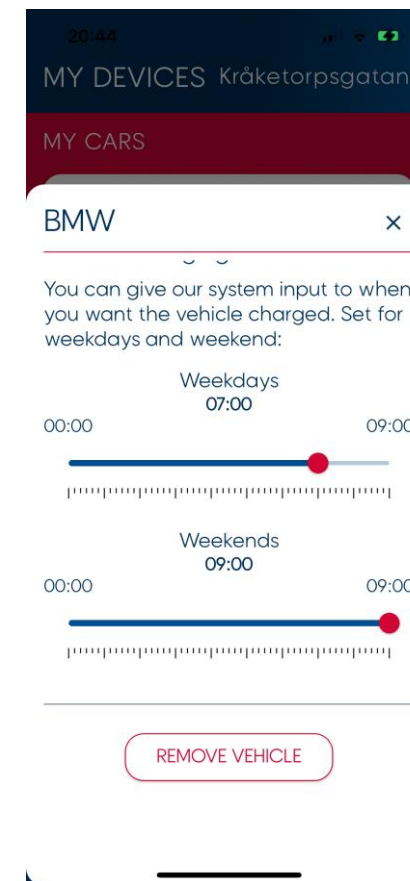 20:44
MY DEVICES Kråketorpsgatan
MY CARS
BMW
×
You can give our system input to when
you want the vehicle charged. Set for
weekdays and weekend:
Weekdays
07:00
00:00 09:00
Weekends
09:00
00:00 09:00
REMOVE VEHICLE